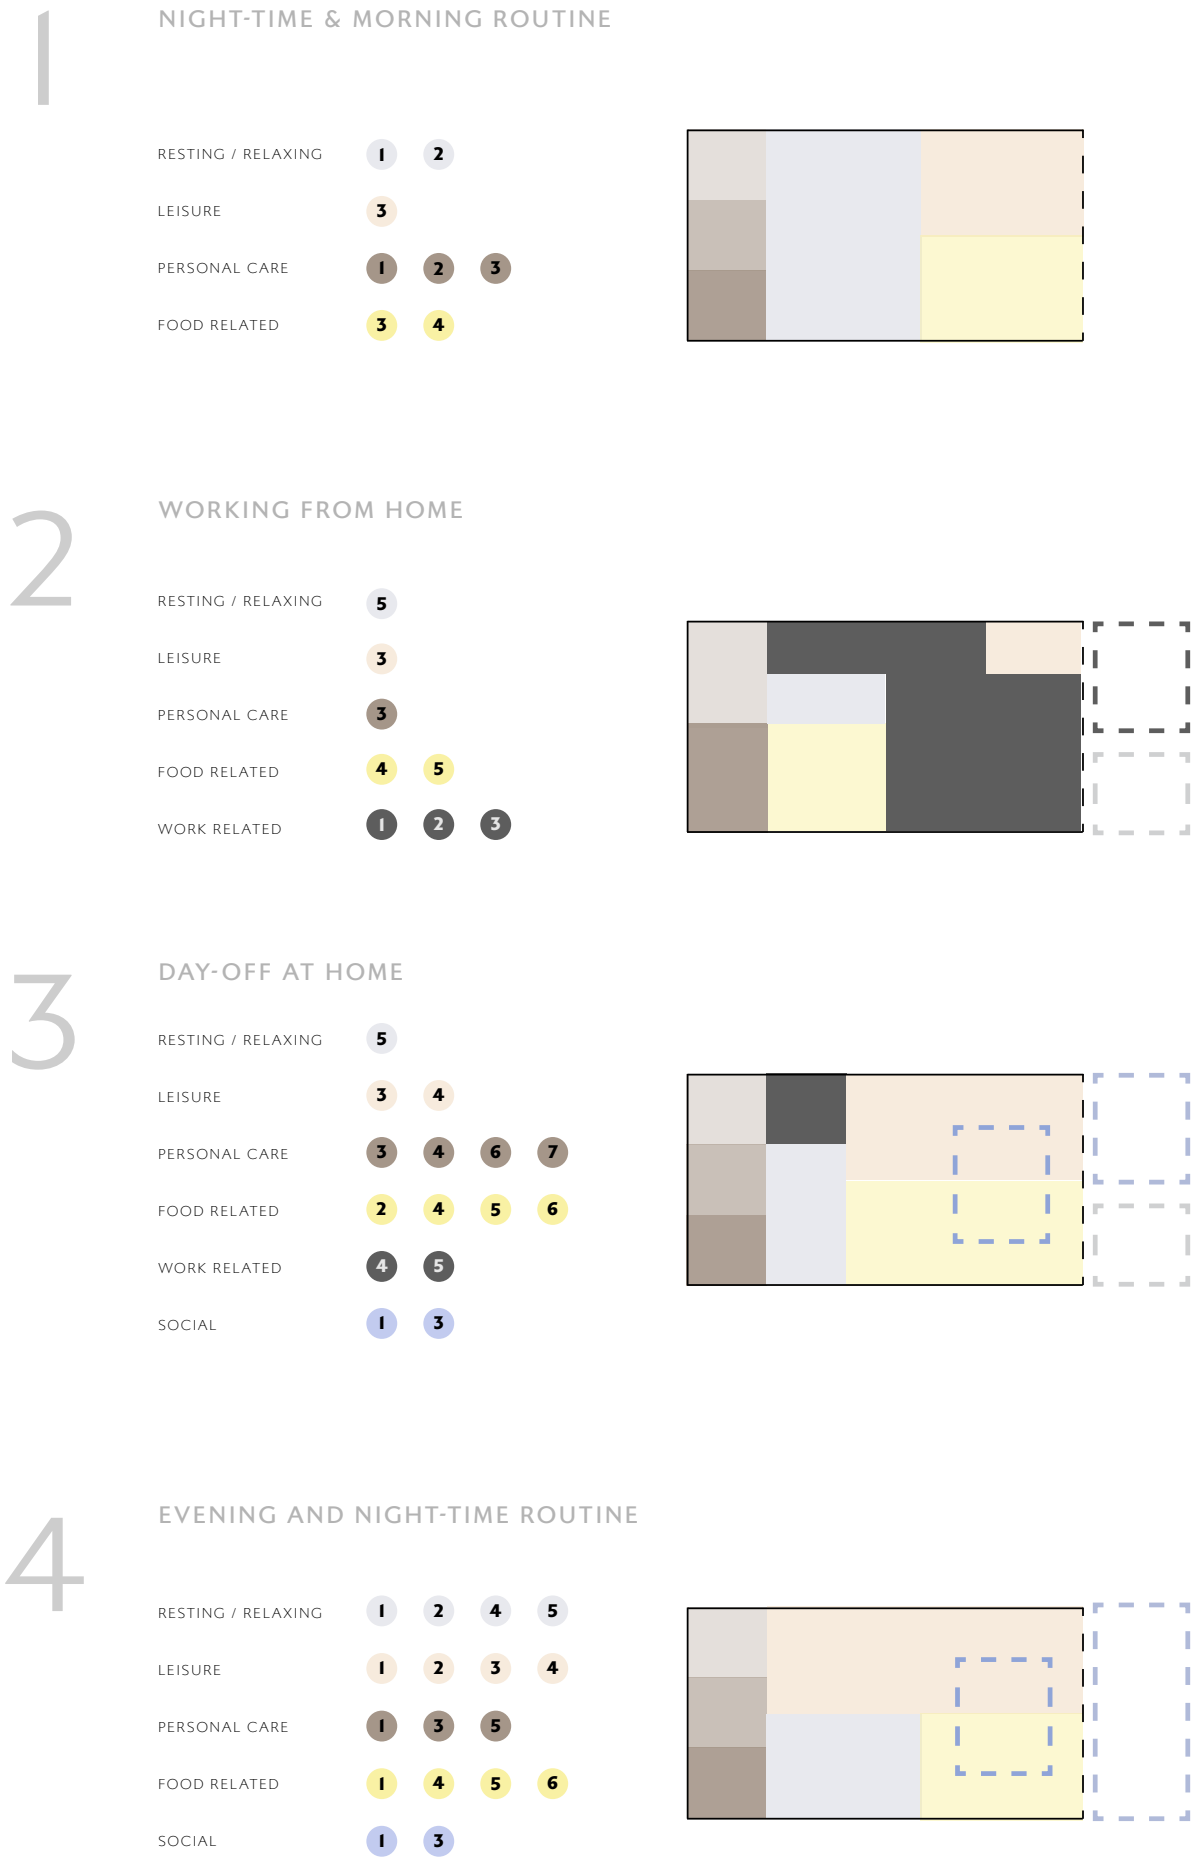 1
NIGHT-TIME & MORNING ROUTINE
RESTING / RELAXING 1 2
LEISURE 3
PERSONAL CARE 1 2 3
FOOD RELATED 3 4
2
WORKING FROM HOME
RESTING / RELAXING 5
LEISURE 3
PERSONAL CARE 3
FOOD RELATED 4 5
WORK RELATED 1 2 3
3
DAY-OFF AT HOME
RESTING / RELAXING 5
LEISURE 3 4
PERSONAL CARE 3 4 6 7
FOOD RELATED 2 4 5 6
WORK RELATED 4 5
SOCIAL 1 3
4
EVENING AND NIGHT-TIME ROUTINE
RESTING / RELAXING 1 2 4 5
LEISURE 1 2 3 4
PERSONAL CARE 1 3 5
FOOD RELATED 1 4 5 6
SOCIAL 1 3